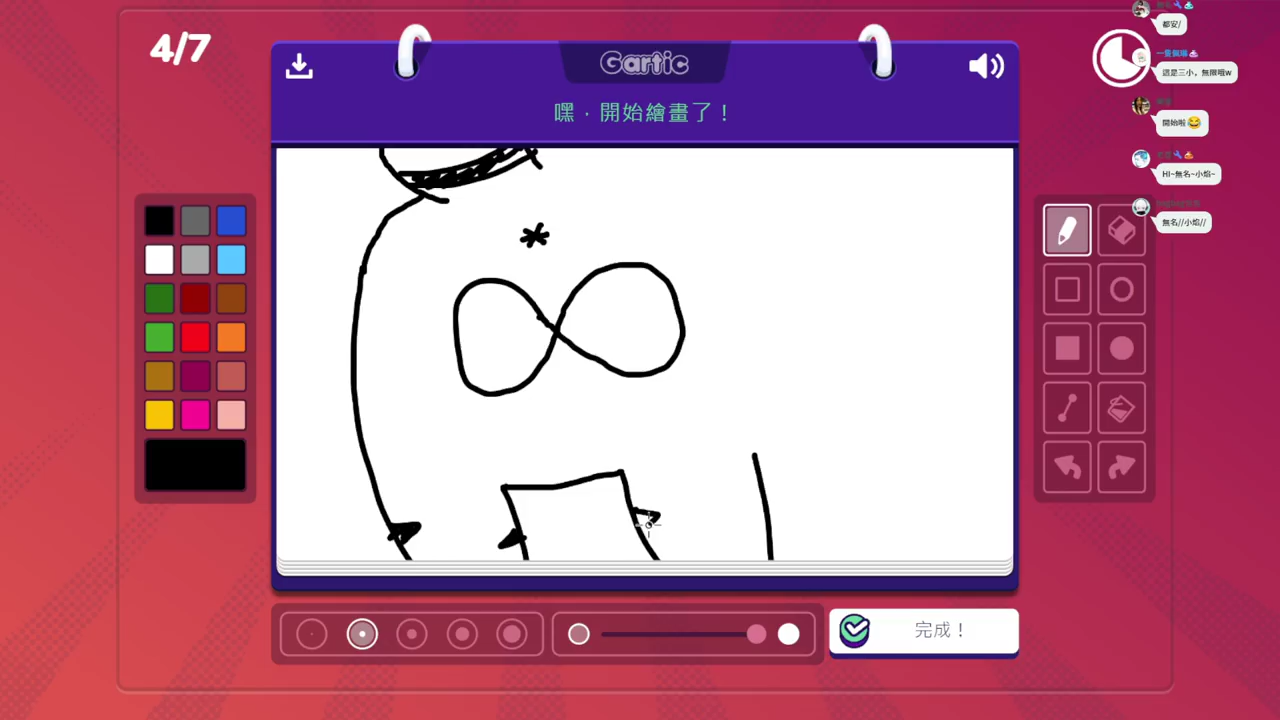 4/7
Gartic
嘿，開始繪畫了！
都安/
這是三小，無限哦w
開始啦😂
HI~無名~小焰~
無名//小焰//
完成！